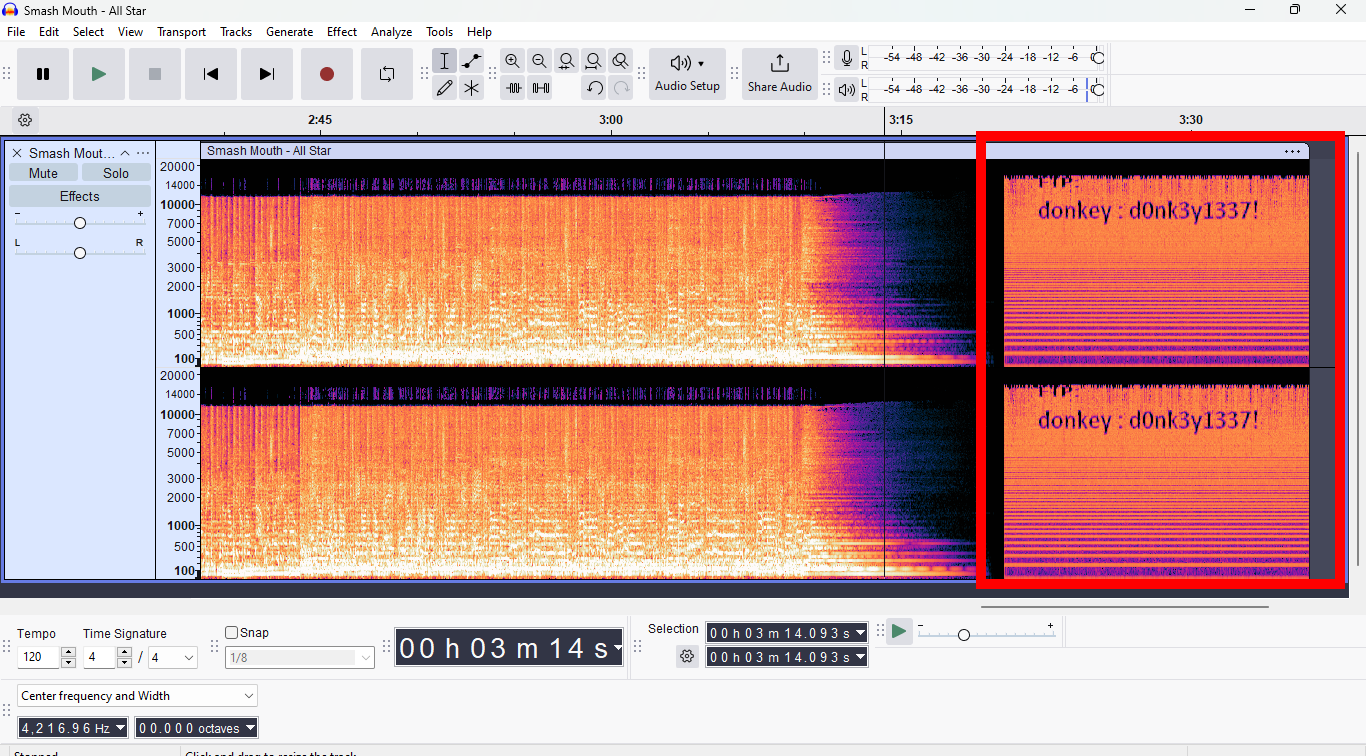 Smash Mouth - All Star
File Edit Select View Transport Tracks Generate Effect Analyze Tools Help
L
R
-54 -48 -42 -36 -30 -24 -18 -12 -6 0
Audio Setup
Share Audio
L
R
-54 -48 -42 -36 -30 -24 -18 -12 -6 0
2:45 3:00 3:15 3:30
Smash Mout...
Mute Solo
Effects
- +
L R
Smash Mouth - All Star
20000
14000
10000
7000
5000
3000
2000
1000
500
100
20000
14000
10000
7000
5000
3000
2000
1000
500
100
donkey : d0nk3y1337!
donkey : d0nk3y1337!
Tempo
120
Time Signature
4 / 4
Snap
1/8
00 h 03 m 14 s
Selection
00 h 03 m 14.093 s
00 h 03 m 14.093 s
- +
Center frequency and Width
4,216.96 Hz
00.000 octaves
Stopped.
Click and drag to resize the track.